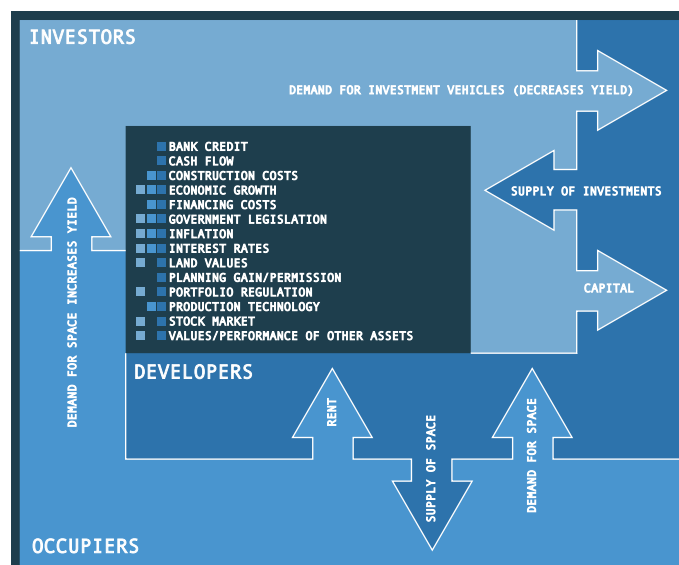 INVESTORS
DEMAND FOR INVESTMENT VEHICLES (DECREASES YIELD)
BANK CREDIT
CASH FLOW
CONSTRUCTION COSTS
ECONOMIC GROWTH
FINANCING COSTS
GOVERNMENT LEGISLATION
INFLATION
INTEREST RATES
LAND VALUES
PLANNING GAIN/PERMISSION
PORTFOLIO REGULATION
PRODUCTION TECHNOLOGY
STOCK MARKET
VALUES/PERFORMANCE OF OTHER ASSETS
SUPPLY OF INVESTMENTS
CAPITAL
DEMAND FOR SPACE INCREASES YIELD
DEVELOPERS
RENT
SUPPLY OF SPACE
DEMAND FOR SPACE
OCCUPIERS